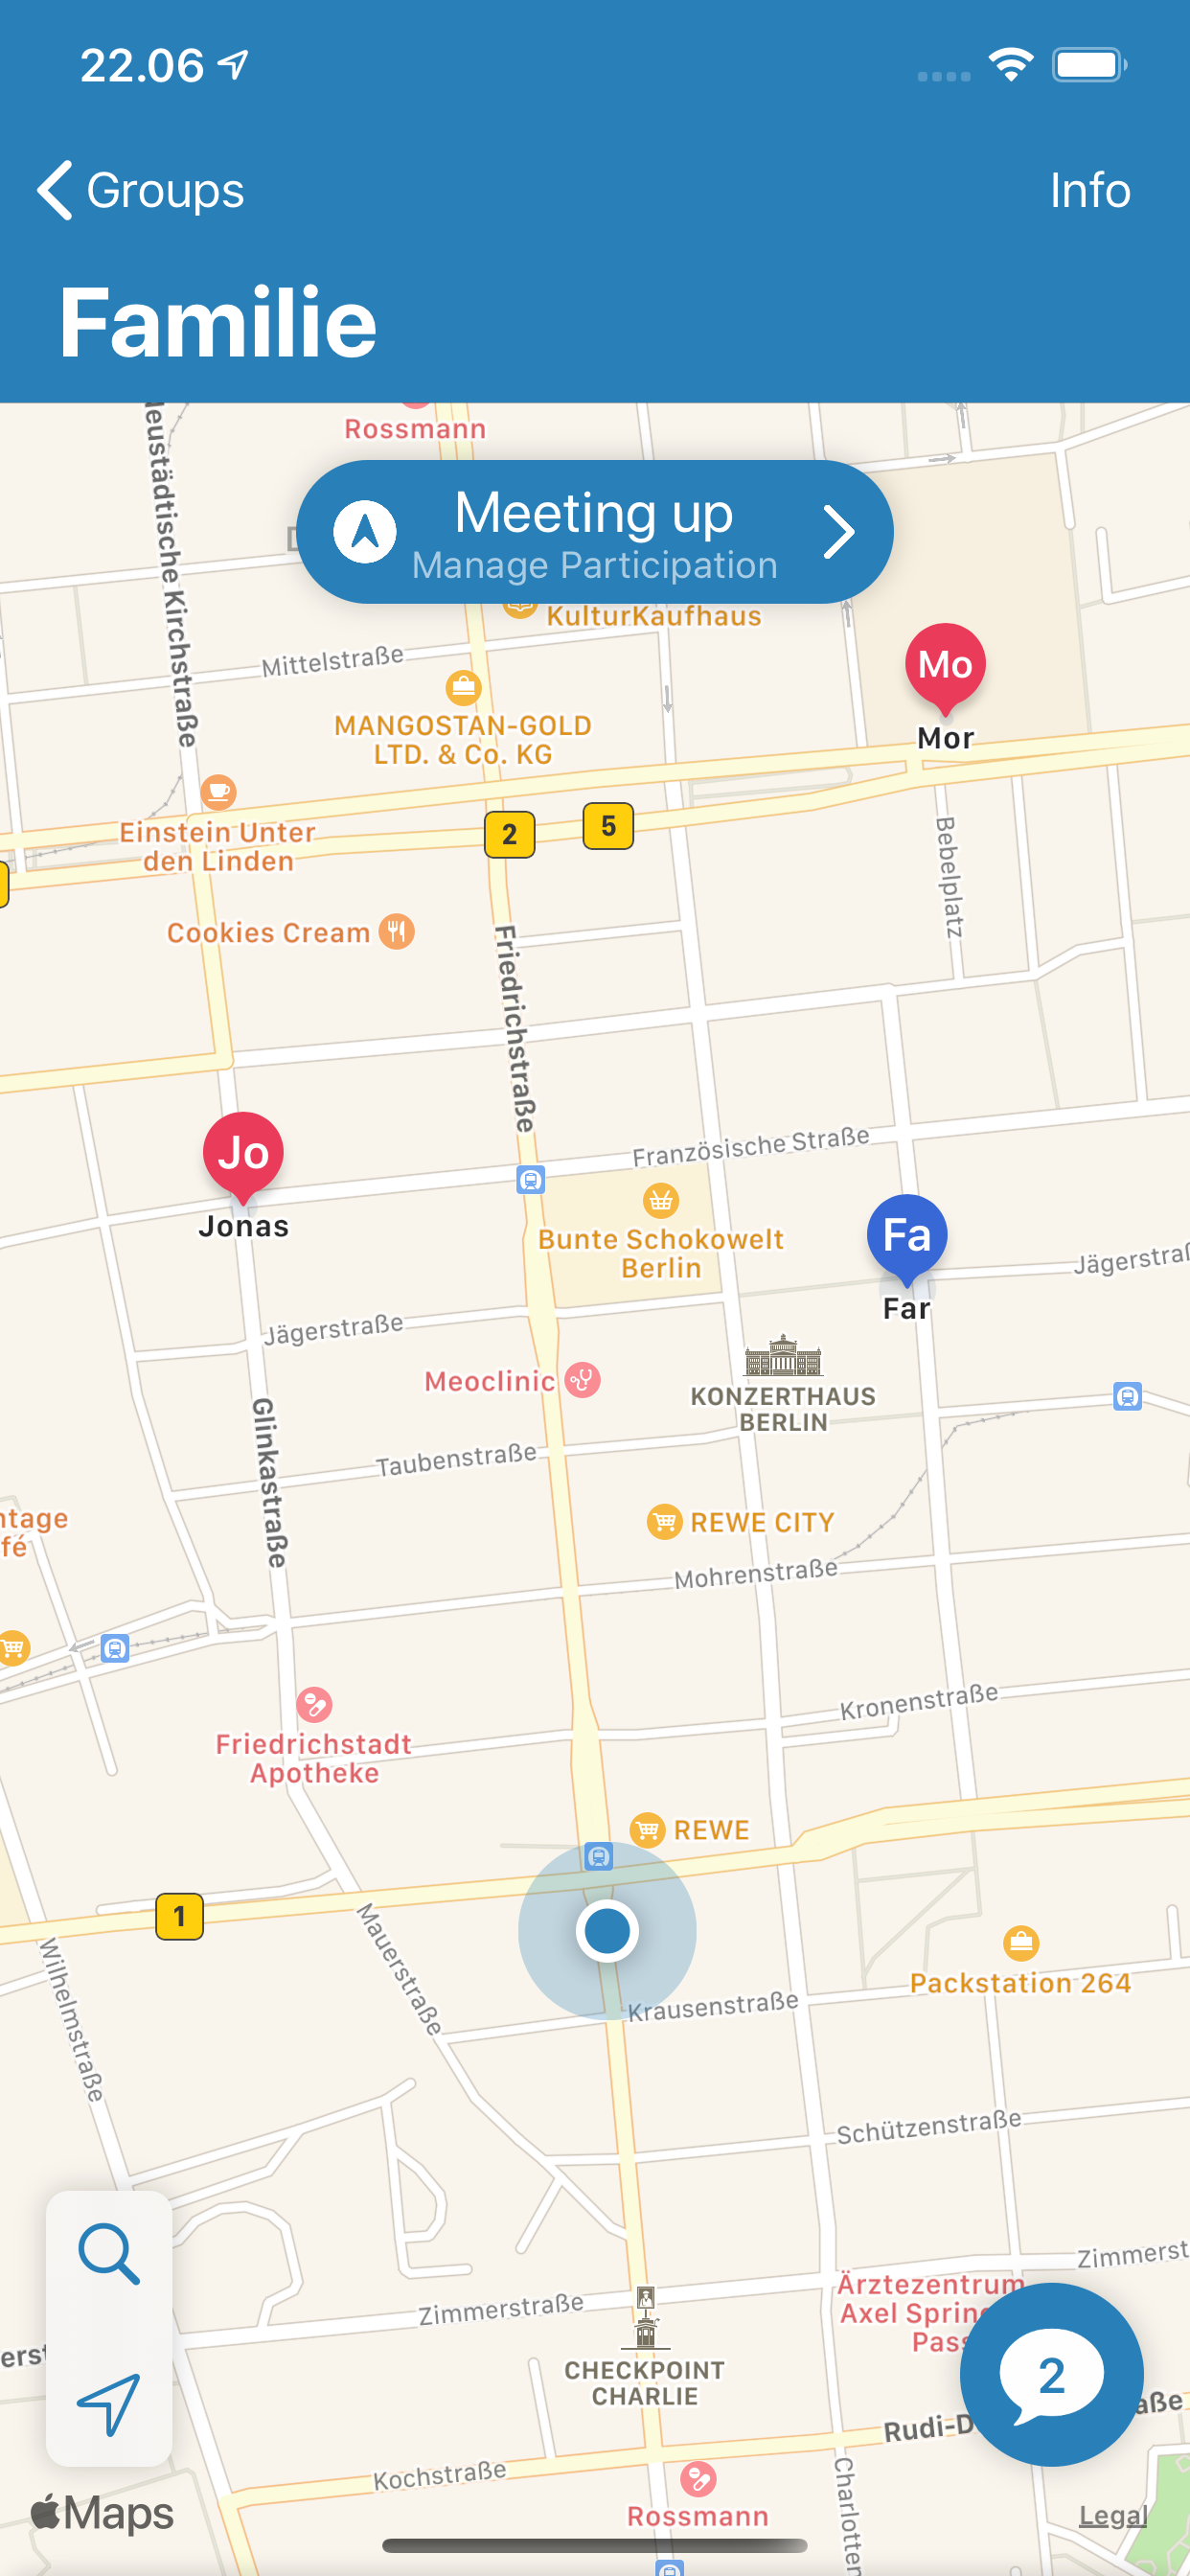 22.06
Groups
Info
Familie
Rossmann
Meeting up
Manage Participation
KulturKaufhaus
Mittelstraße
Mo
Mor
MANGOSTAN-GOLD
LTD. & Co. KG
Einstein Unter
den Linden
2
5
Bebelplatz
Cookies Cream
Friedrichstraße
Französische Straße
Jo
Jonas
Bunte Schokowelt
Berlin
Fa
Far
Jägerstraße
Meoclinic
KONZERTHAUS
BERLIN
Glinkastraße
Taubenstraße
REWE CITY
Mohrenstraße
Kronenstraße
Friedrichstadt
Apotheke
REWE
1
Mauerstraße
Wilhelmstraße
Packstation 264
Krausenstraße
Schützenstraße
Zimmerstraße
Ärztezentrum
CHECKPOINT
CHARLIE
2
Kochstraße
Rossmann
Maps
Legal